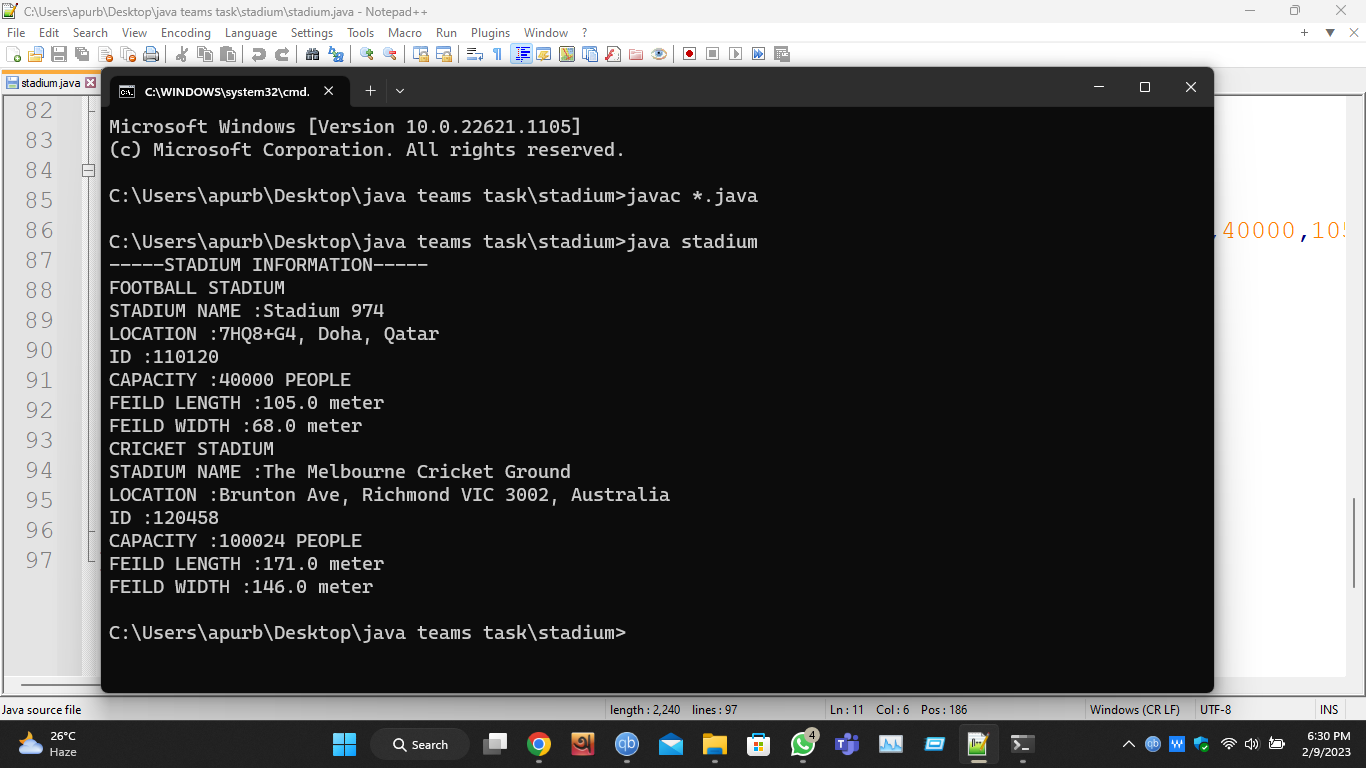 C:\Users\apurb\Desktop\java teams task\stadium\stadium.java - Notepad++
File Edit Search View Encoding Language Settings Tools Macro Run Plugins Window ?
stadium.java
C:\WINDOWS\system32\cmd.
82
83
84
85
86
,40000,105
87
88
89
90
91
92
93
94
95
96
97
Microsoft Windows [Version 10.0.22621.1105]
(c) Microsoft Corporation. All rights reserved.
C:\Users\apurb\Desktop\java teams task\stadium>javac *.java
C:\Users\apurb\Desktop\java teams task\stadium>java stadium
-----STADIUM INFORMATION-----
FOOTBALL STADIUM
STADIUM NAME :Stadium 974
LOCATION :7HQ8+G4, Doha, Qatar
ID :110120
CAPACITY :40000 PEOPLE
FEILD LENGTH :105.0 meter
FEILD WIDTH :68.0 meter
CRICKET STADIUM
STADIUM NAME :The Melbourne Cricket Ground
LOCATION :Brunton Ave, Richmond VIC 3002, Australia
ID :120458
CAPACITY :100024 PEOPLE
FEILD LENGTH :171.0 meter
FEILD WIDTH :146.0 meter
C:\Users\apurb\Desktop\java teams task\stadium>
Java source file length : 2,240 lines : 97 Ln : 11 Col : 6 Pos : 186 Windows (CR LF) UTF-8 INS
26°C
Haze
Search
qb
4
qb
W
6:30 PM
2/9/2023